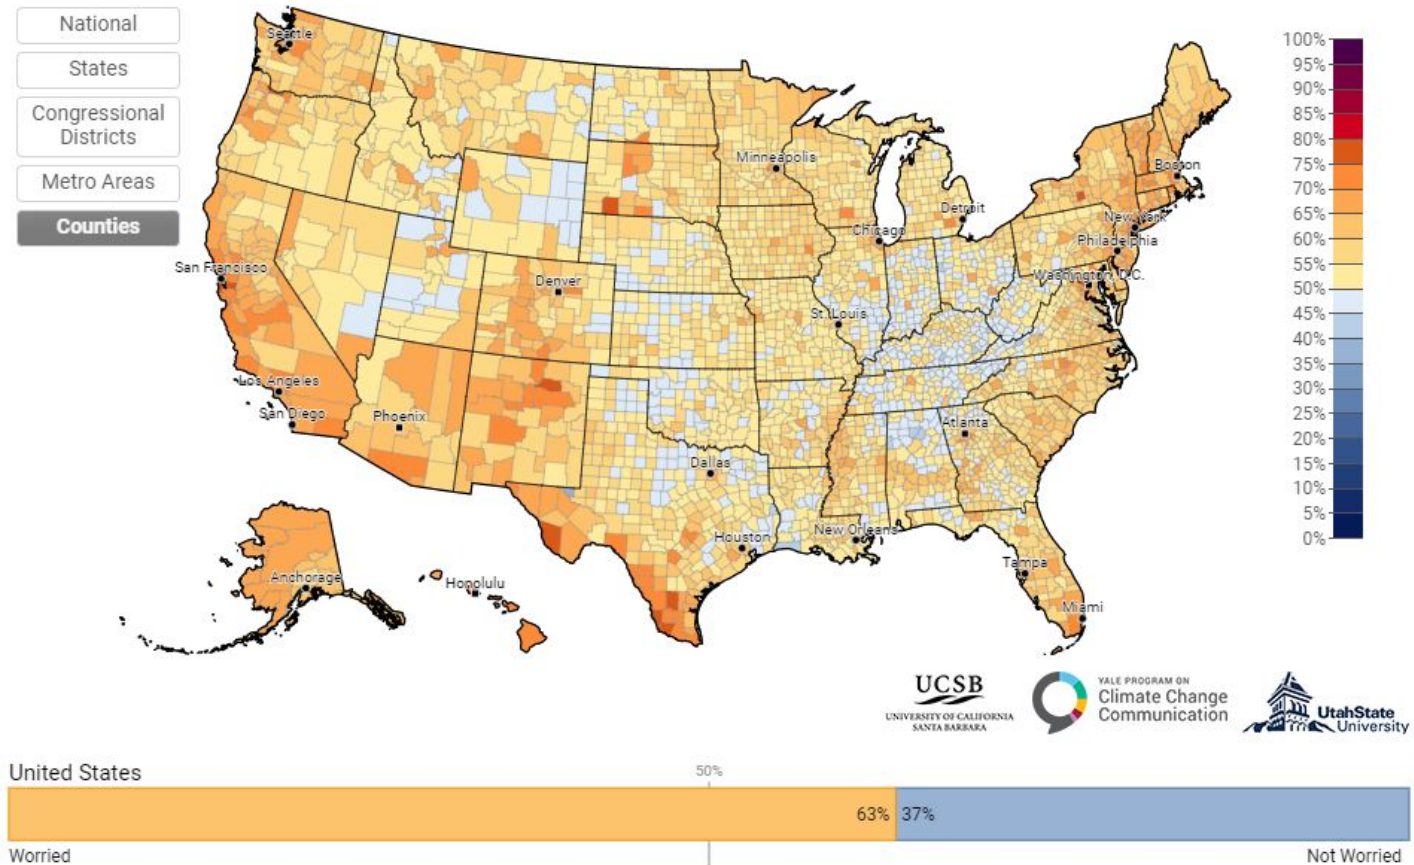 National
States
Congressional
Districts
Metro Areas
Counties
Seattle
Minneapolis
Boston
Detroit
New York
Chicago
Philadelphia
San Francisco
Denver
Washington, D.C.
St. Louis
Los Angeles
San Diego
Phoenix
Atlanta
Dallas
New Orleans
Houston
Tampa
Anchorage
Honolulu
Miami
100%
95%
90%
85%
80%
75%
70%
65%
60%
55%
50%
45%
40%
35%
30%
25%
20%
15%
10%
5%
0%
UCSB
UNIVERSITY OF CALIFORNIA
SANTA BARBARA
YALE PROGRAM ON
Climate Change
Communication
UtahState
University
United States
50%
63% 37%
Worried
Not Worried